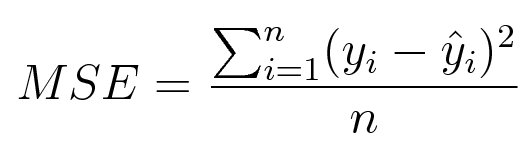 MSE = \frac{\sum_{i=1}^{n}(y_i - \hat{y}_i)^2}{n}